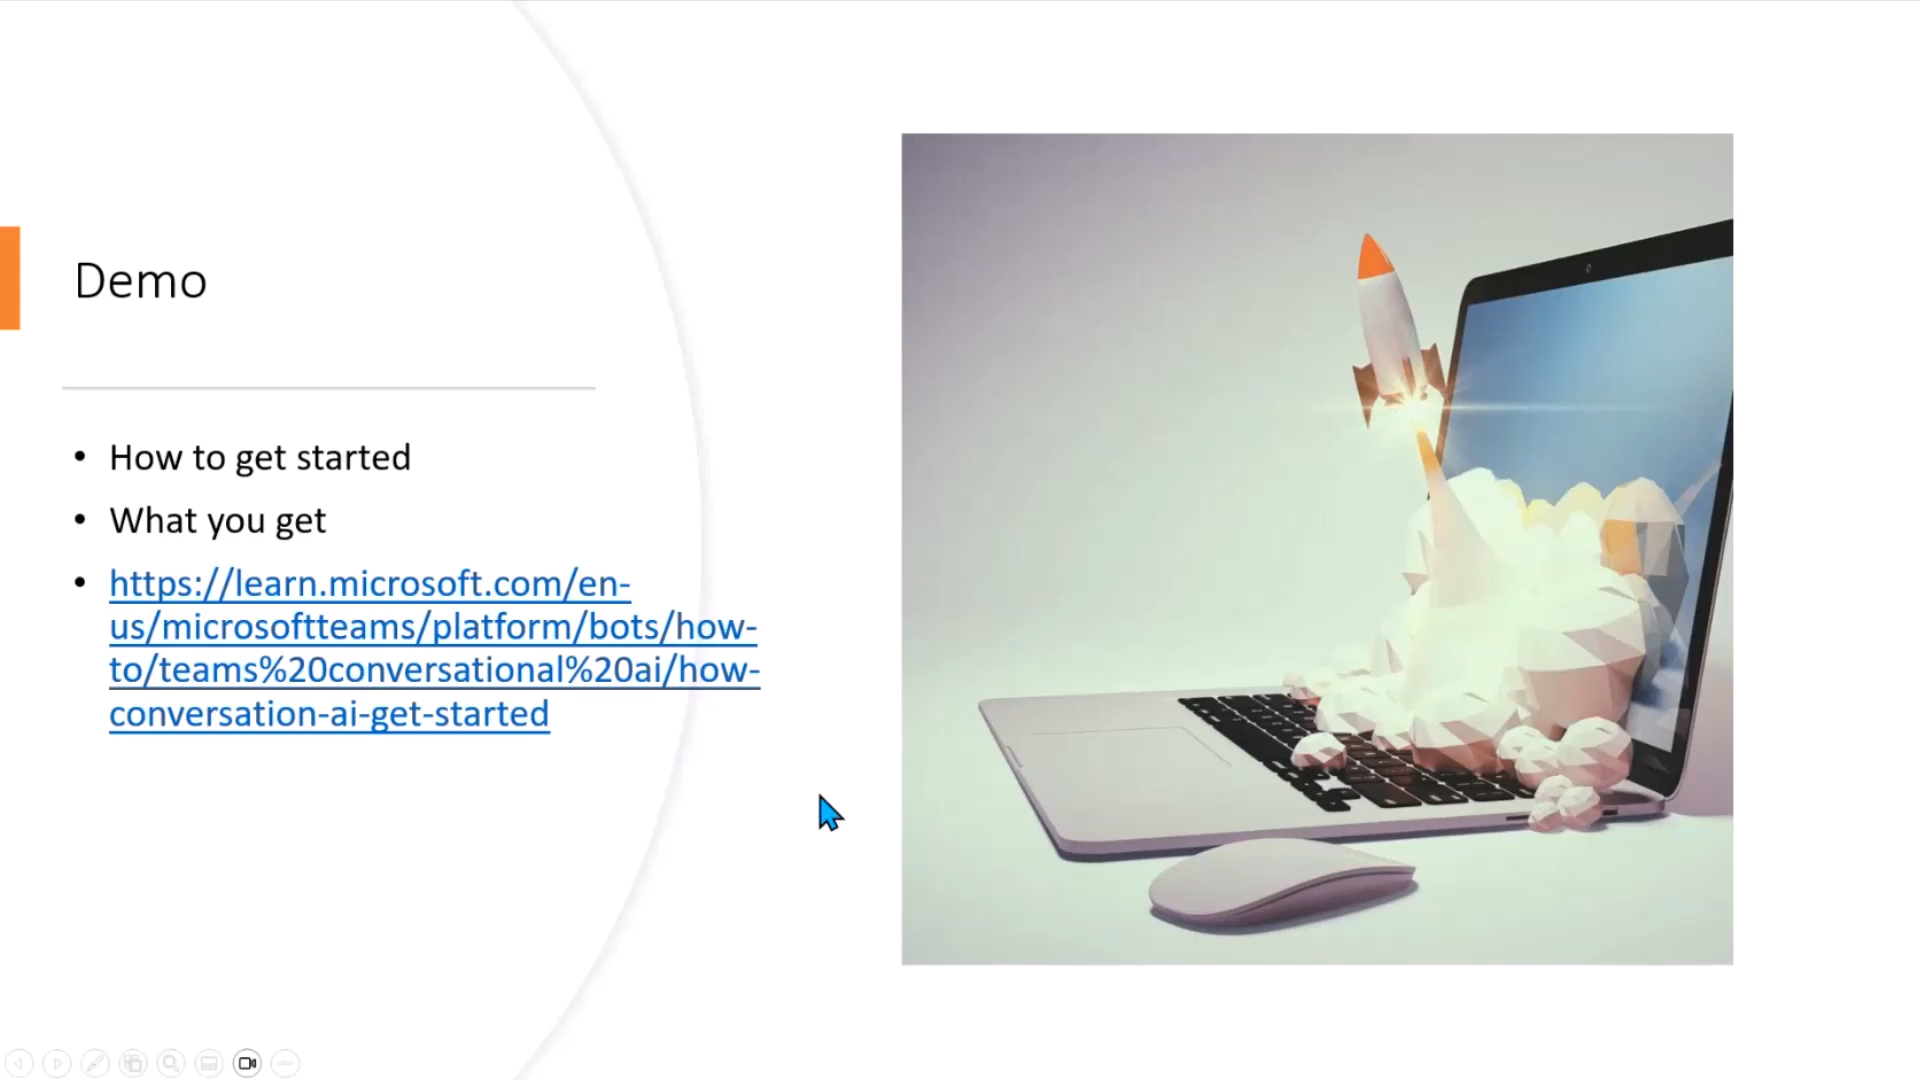 Demo
• How to get started
• What you get
• https://learn.microsoft.com/en-
us/microsoftteams/platform/bots/how-
to/teams%20conversational%20ai/how-
conversation-ai-get-started